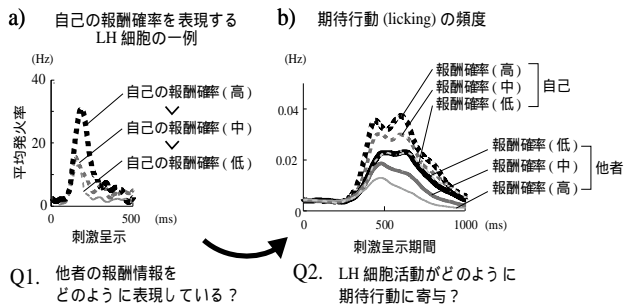 a)
自己の報酬確率を表現する
LH 細胞の一例
(Hz)
40
20
0
平均発火率
自己の報酬確率(高)
自己の報酬確率(中)
自己の報酬確率(低)
0
500
(ms)
刺激呈示
b)
期待行動 (licking) の頻度
(Hz)
0.04
0.02
0
報酬確率(高)
報酬確率(中)
報酬確率(低)
自己
報酬確率(低)
報酬確率(中)
報酬確率(高)
他者
0
500
1000
(ms)
刺激呈示期間
Q1. 他者の報酬情報を
どのように表現している?
Q2. LH 細胞活動がどのように
期待行動に寄与?